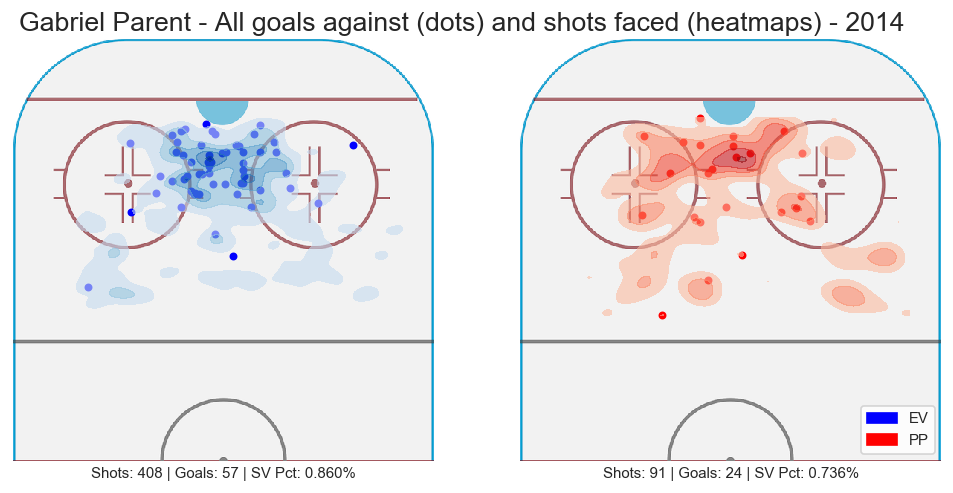 Gabriel Parent - All goals against (dots) and shots faced (heatmaps) - 2014
EV
PP
Shots: 408 | Goals: 57 | SV Pct: 0.860%
Shots: 91 | Goals: 24 | SV Pct: 0.736%